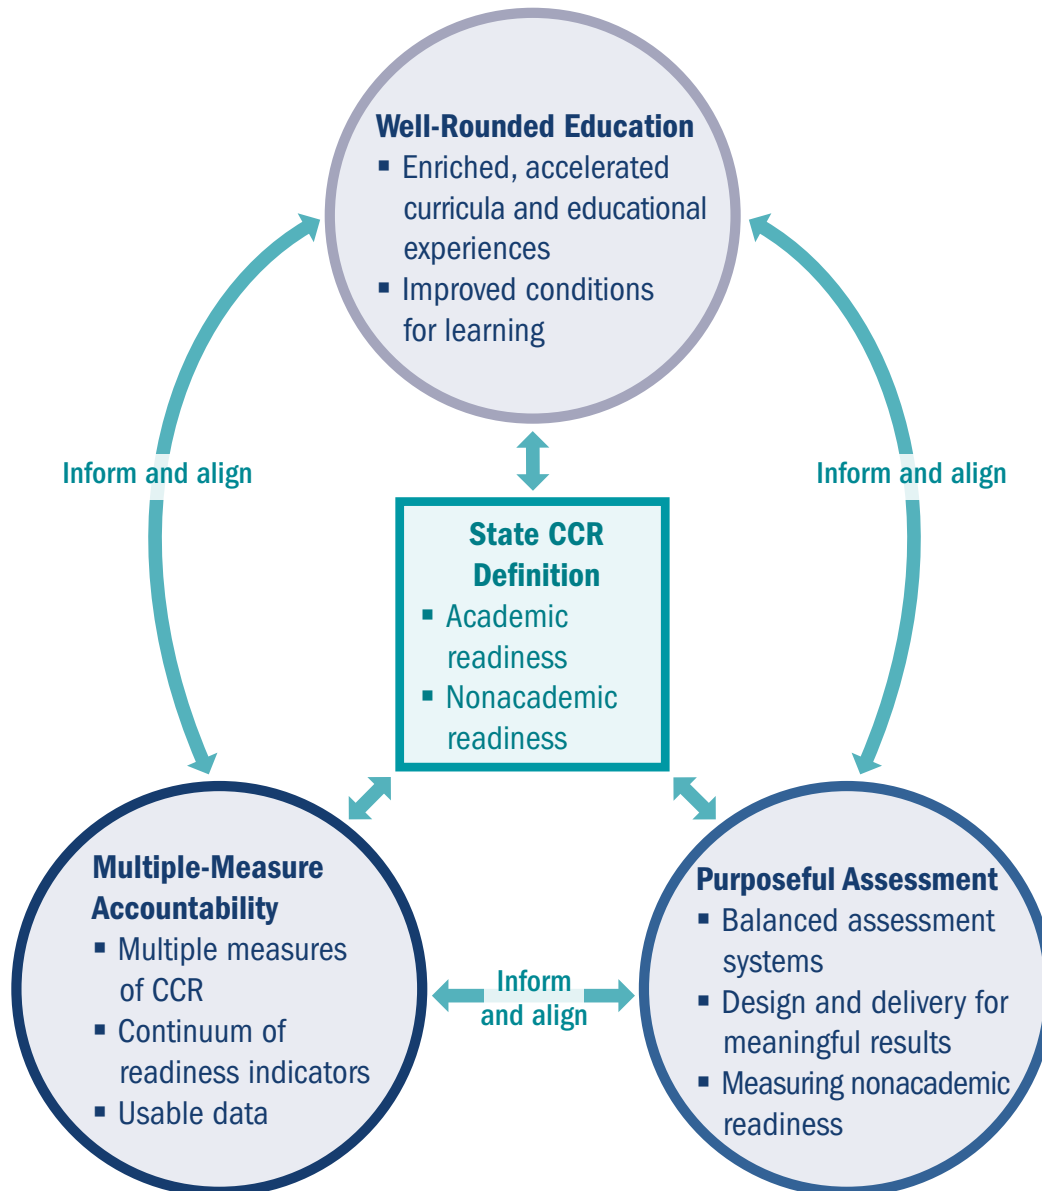 Well-Rounded Education
▪ Enriched, accelerated
curricula and educational
experiences
▪ Improved conditions
for learning
Inform and align
Inform and align
State CCR
Definition
▪ Academic
readiness
▪ Nonacademic
readiness
Multiple-Measure
Accountability
▪ Multiple measures
of CCR
▪ Continuum of
readiness indicators
▪ Usable data
Inform
and align
Purposeful Assessment
▪ Balanced assessment
systems
▪ Design and delivery for
meaningful results
▪ Measuring nonacademic
readiness